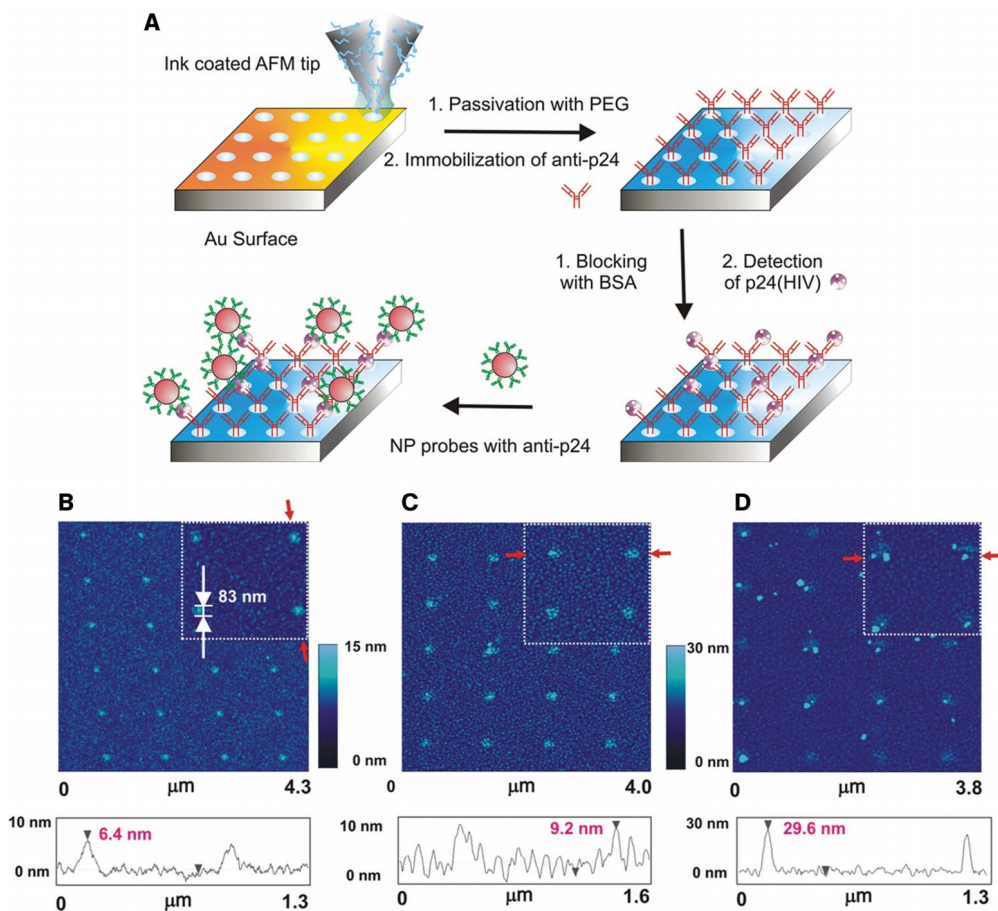 A
Ink coated AFM tip
1. Passivation with PEG
2. Immobilization of anti-p24
Au Surface
1. Blocking
with BSA
2. Detection
of p24(HIV)
NP probes with anti-p24
B
C
D
83 nm
15 nm
0 nm
30 nm
0 nm
0 μm 4.3
0 μm 4.0
0 μm 3.8
10 nm
6.4 nm
0 nm
0 μm 1.3
10 nm
9.2 nm
0 nm
0 μm 1.6
30 nm
29.6 nm
0 nm
0 μm 1.3